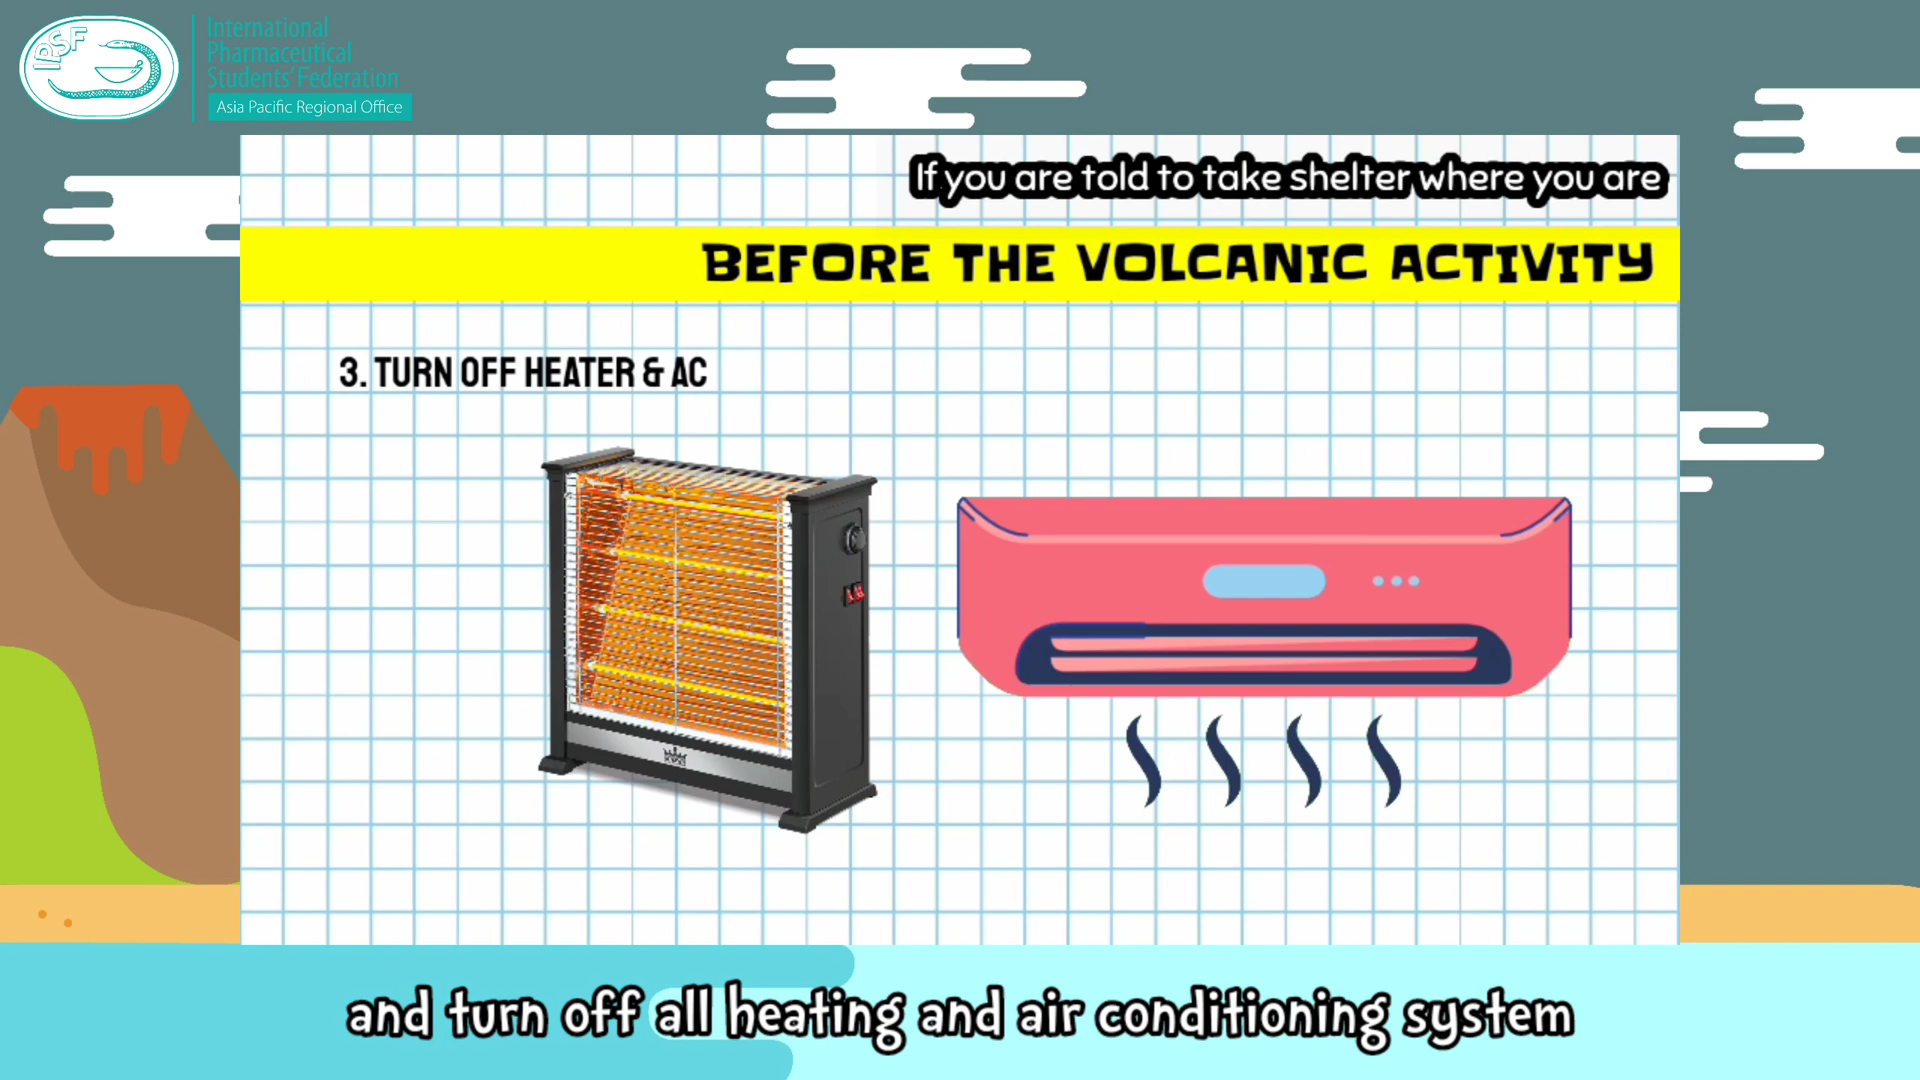 IPSF
International
Pharmaceutical
Students' Federation
Asia Pacific Regional Office
If you are told to take shelter where you are
BEFORE THE VOLCANIC ACTIVITY
3. TURN OFF HEATER & AC
and turn off all heating and air conditioning system